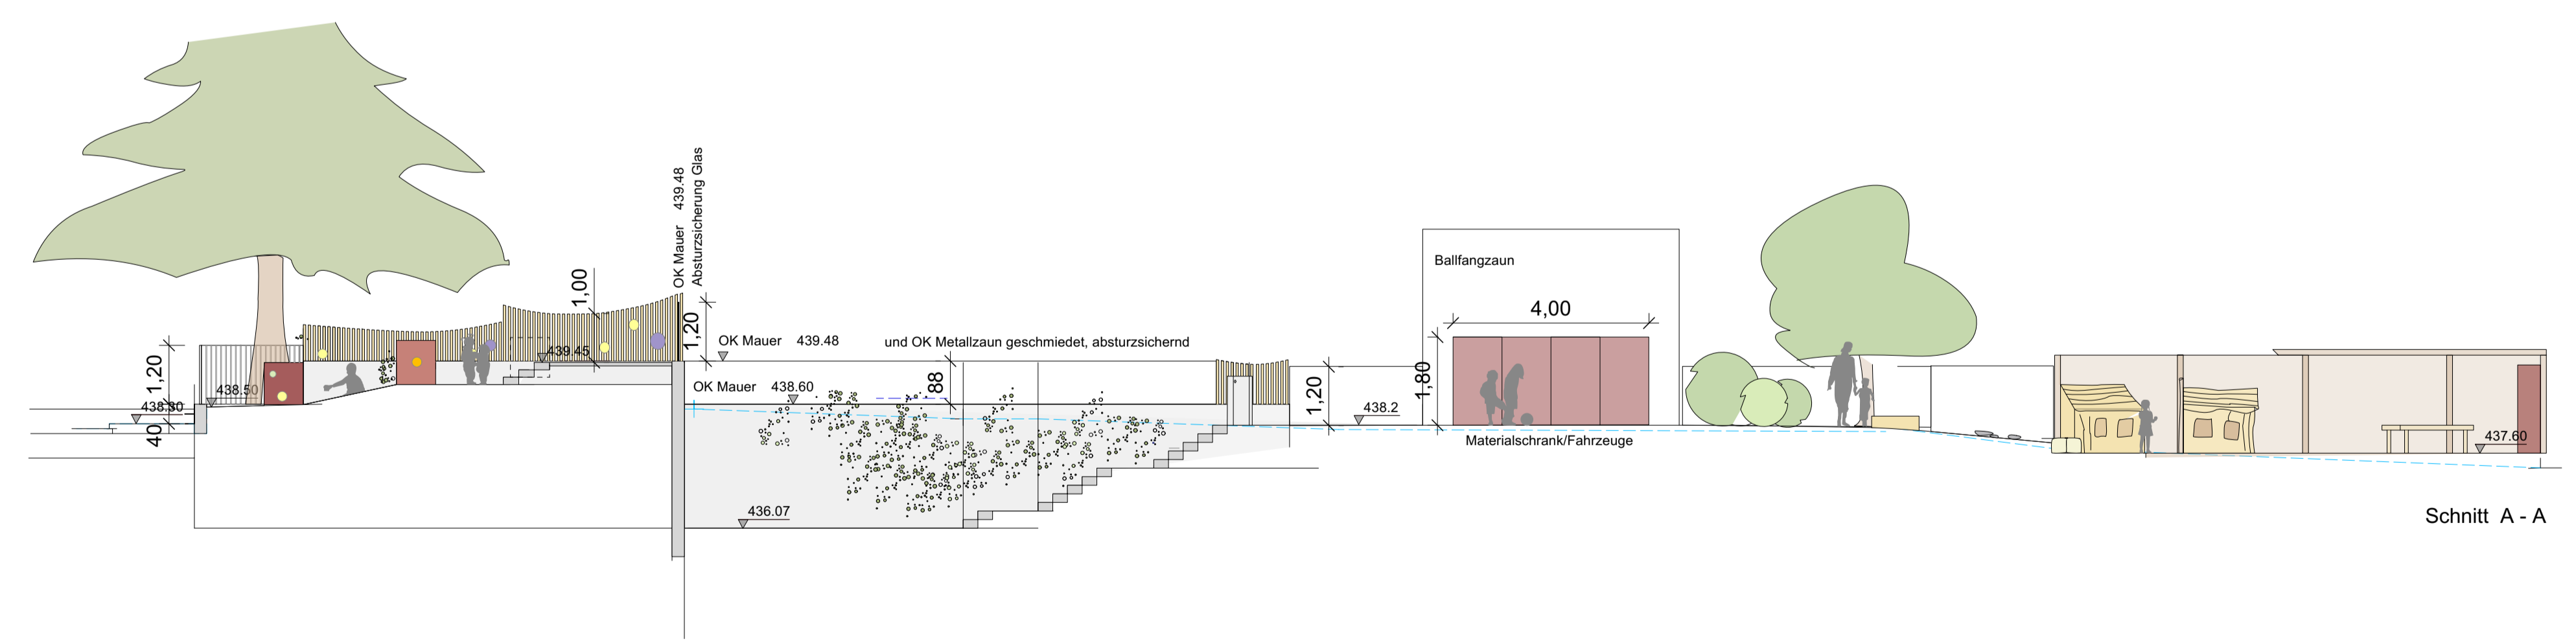 OK Mauer 439.48
Absturzsicherung Glas
1,00
1,20
OK Mauer 439.48
und OK Metallzaun geschmiedet, absturzsichernd
439.45
OK Mauer 438.60
88
1,20
438.50
438.30
40
436.07
1,20
438.2
Ballfangzaun
4,00
1,80
Materialschrank/Fahrzeuge
437.60
Schnitt A - A